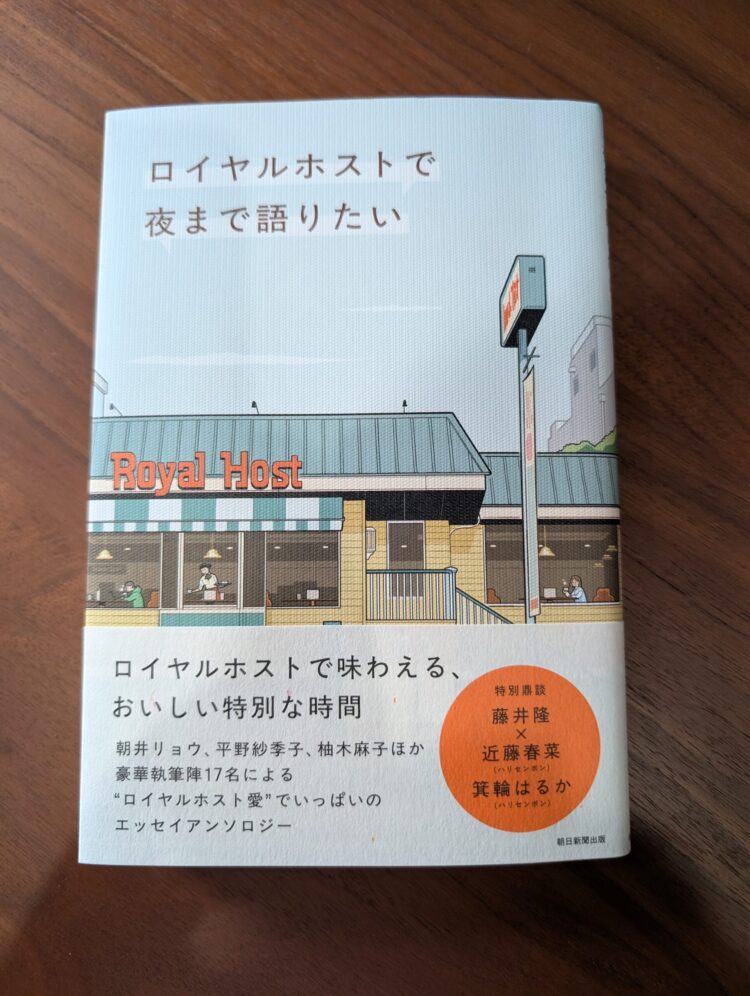 ロイヤルホストで
夜まで語りたい
Royal Host
ロイヤルホストで味わえる、
おいしい特別な時間
朝井リョウ、平野紗季子、柚木麻子ほか
豪華執筆陣17名による
“ロイヤルホスト愛”でいっぱいの
エッセイアンソロジー
特別鼎談
藤井隆
×
近藤春菜
(ハリセンボン)
箕輪はるか
(ハリセンボン)
朝日新聞出版